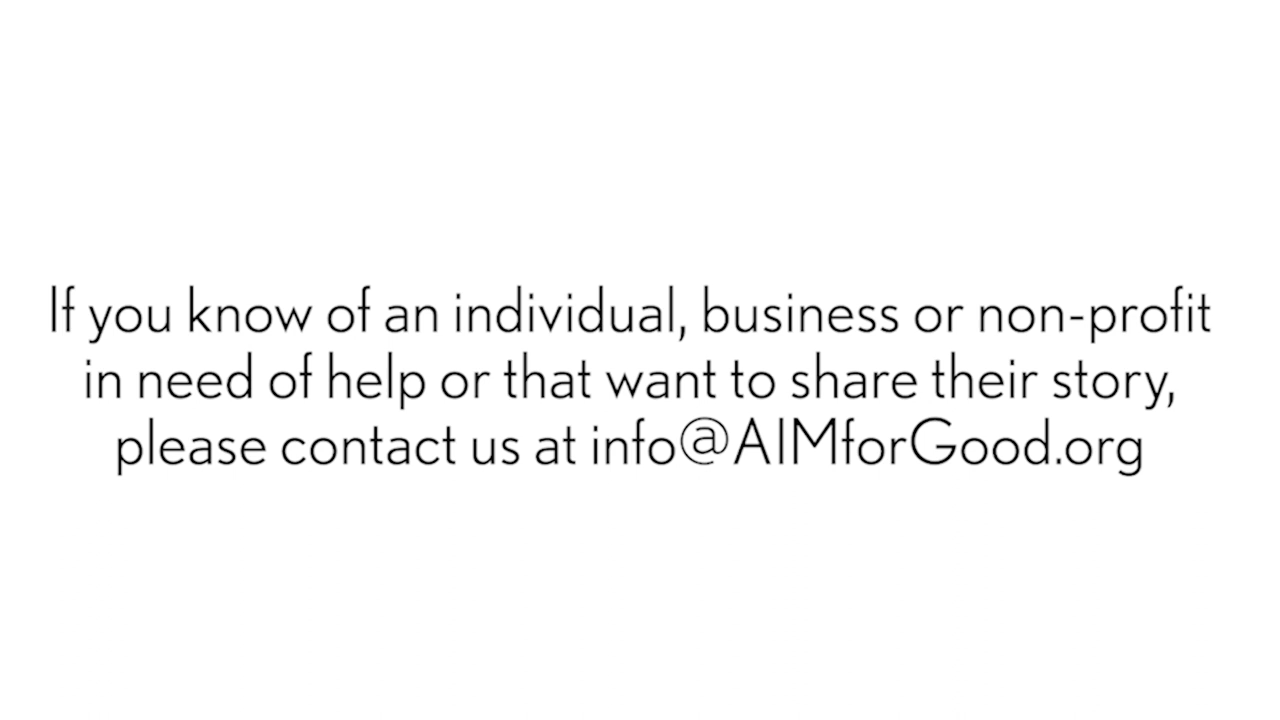 If you know of an individual, business or non-profit
in need of help or that want to share their story,
please contact us at info@AIMforGood.org